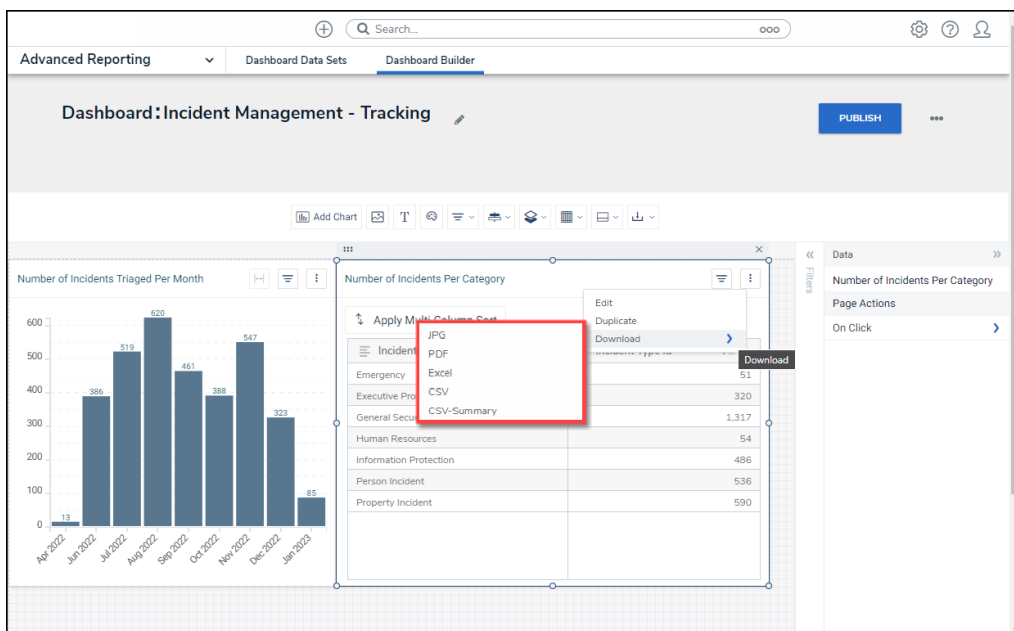 Search...
Advanced Reporting
Dashboard Data Sets
Dashboard Builder
Dashboard: Incident Management - Tracking
PUBLISH
Add Chart
T
Number of Incidents Triaged Per Month
600
500
400
300
200
100
0
13
386
519
620
461
388
547
323
85
Apr 2022
Jun 2022
Jul 2022
Aug 2022
Sep 2022
Oct 2022
Nov 2022
Dec 2022
Jan 2023
Number of Incidents Per Category
Apply Multi Column Sort
Edit
Duplicate
Download
Download
JPG
PDF
Excel
CSV
CSV-Summary
Incident
Incident Type Id
Emergency 51
Executive Pro 320
General Secu 1,317
Human Resources 54
Information Protection 486
Person Incident 536
Property Incident 590
Filters
Data
Number of Incidents Per Category
Page Actions
On Click